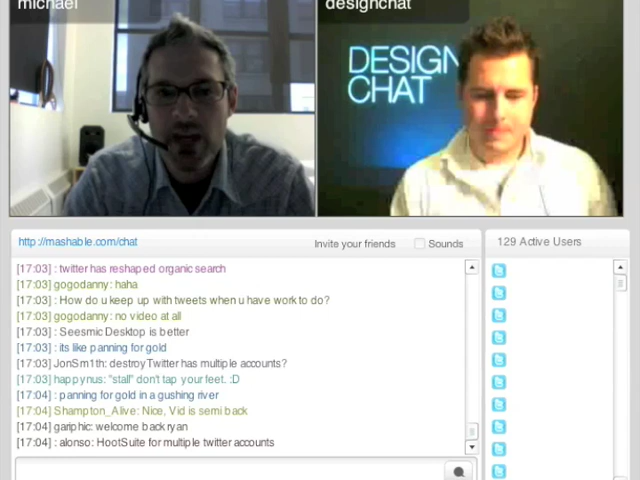 michael
designchat
DESIGN
CHAT
http://mashable.com/chat
Invite your friends
Sounds
129 Active Users
[17:03] : twitter has reshaped organic search
[17:03] gogodanny: haha
[17:03] : How do u keep up with tweets when u have work to do?
[17:03] gogodanny: no video at all
[17:03] : Seesmic Desktop is better
[17:03] : its like panning for gold
[17:03] JonSm1th: destroyTwitter has multiple accounts?
[17:03] happynus: "stall" don't tap your feet. :D
[17:04] : panning for gold in a gushing river
[17:04] Shampton_Alive: Nice, Vid is semi back
[17:04] gariphic: welcome back ryan
[17:04] : alonso: HootSuite for multiple twitter accounts